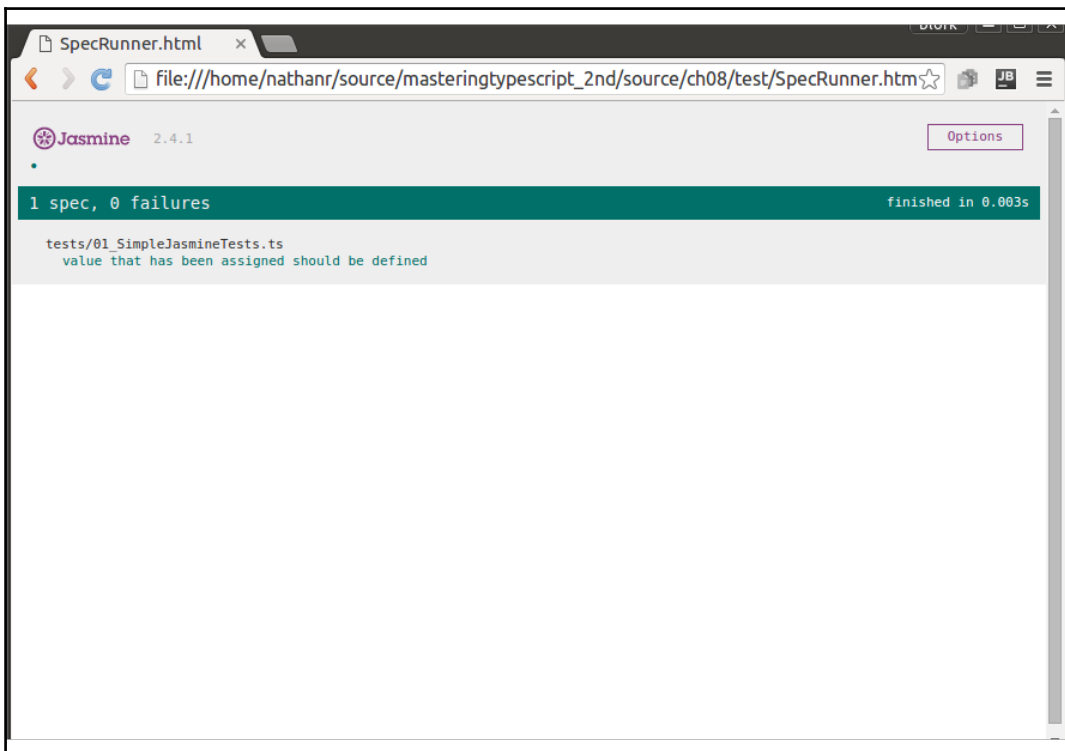 SpecRunner.html
file:///home/nathanr/source/masteringtypescript_2nd/source/ch08/test/SpecRunner.htm
JB
Jasmine 2.4.1
Options
•
1 spec, 0 failures
finished in 0.003s
tests/01_SimpleJasmineTests.ts
value that has been assigned should be defined